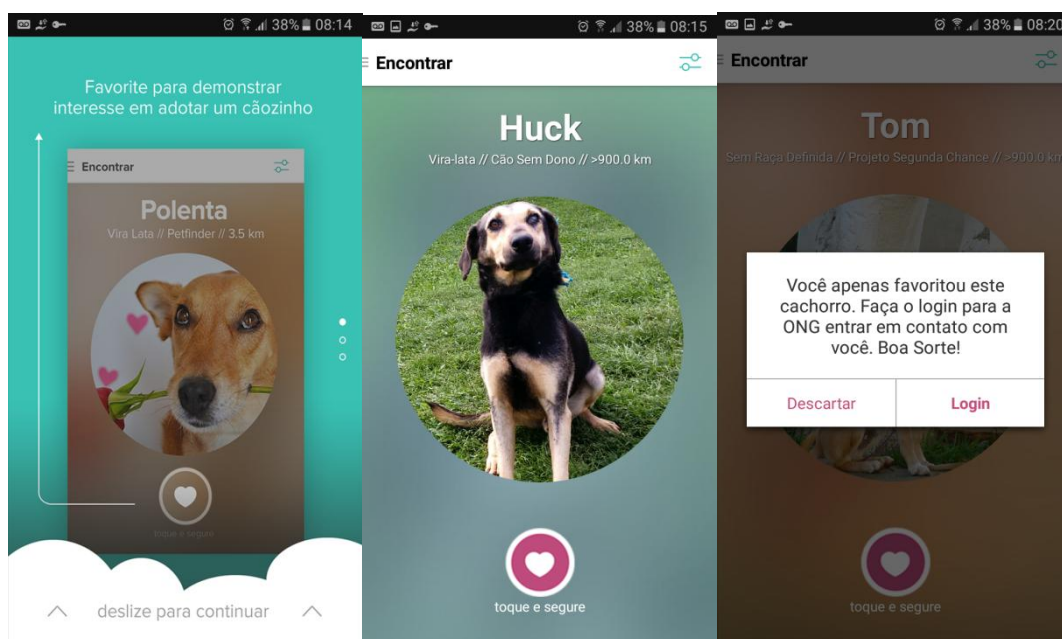 38% 08:14
Favorite para demonstrar
interesse em adotar um cãozinho
Encontrar
Polenta
Vira Lata // Petfinder // 3.5 km
toque e segure
deslize para continuar
38% 08:15
Encontrar
Huck
Vira-lata // Cão Sem Dono // >900.0 km
toque e segure
38% 08:20
Encontrar
Tom
Sem Raça Definida // Projeto Segunda Chance // >900.0 km
Você apenas favoritou este
cachorro. Faça o login para a
ONG entrar em contato com
você. Boa Sorte!
Descartar
Login
toque e segure